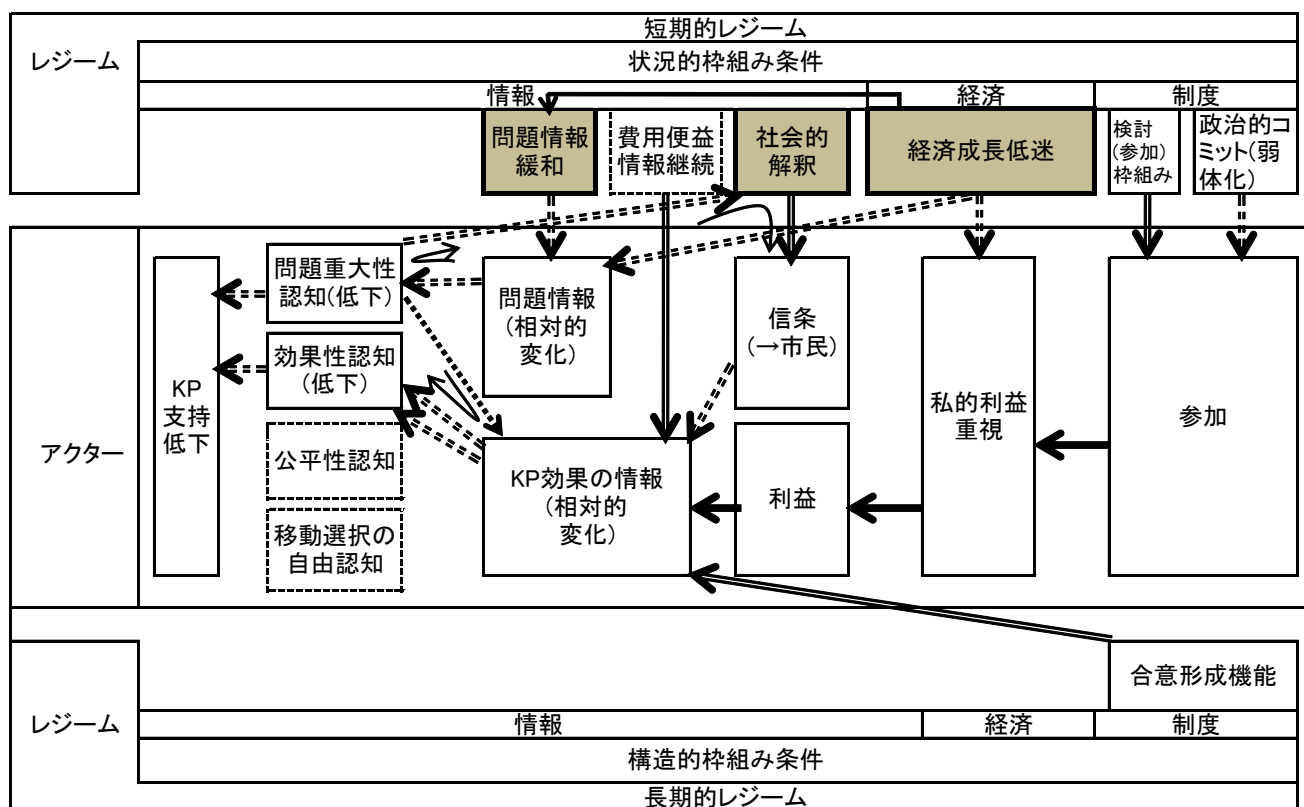 短期的レジーム
レジーム
状況的枠組み条件
情報
経済
制度
問題情報
緩和
費用便益
情報継続
社会的
解釈
経済成長低迷
検討
(参加)
枠組み
政治的コ
ミット(弱
体化)
アクター
KP
支持
低下
問題重大性
認知(低下)
効果性認知
(低下)
公平性認知
移動選択の
自由認知
問題情報
(相対的
変化)
KP効果の情報
(相対的
変化)
信条
(→市民)
利益
私的利益
重視
参加
合意形成機能
レジーム
情報
経済
制度
構造的枠組み条件
長期的レジーム